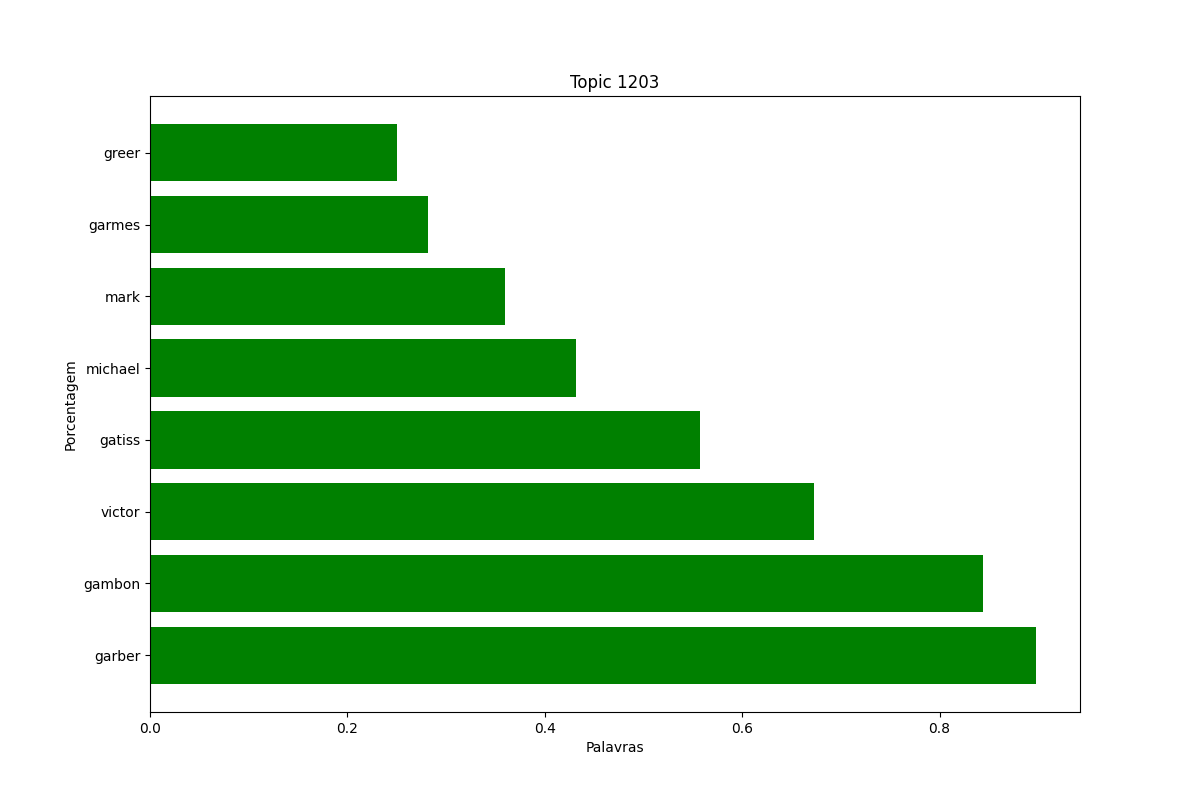 Topic 1203
greer
garmes
mark
michael
gatiss
victor
gambon
garber
Porcentagem
0.0 0.2 0.4 0.6 0.8
Palavras